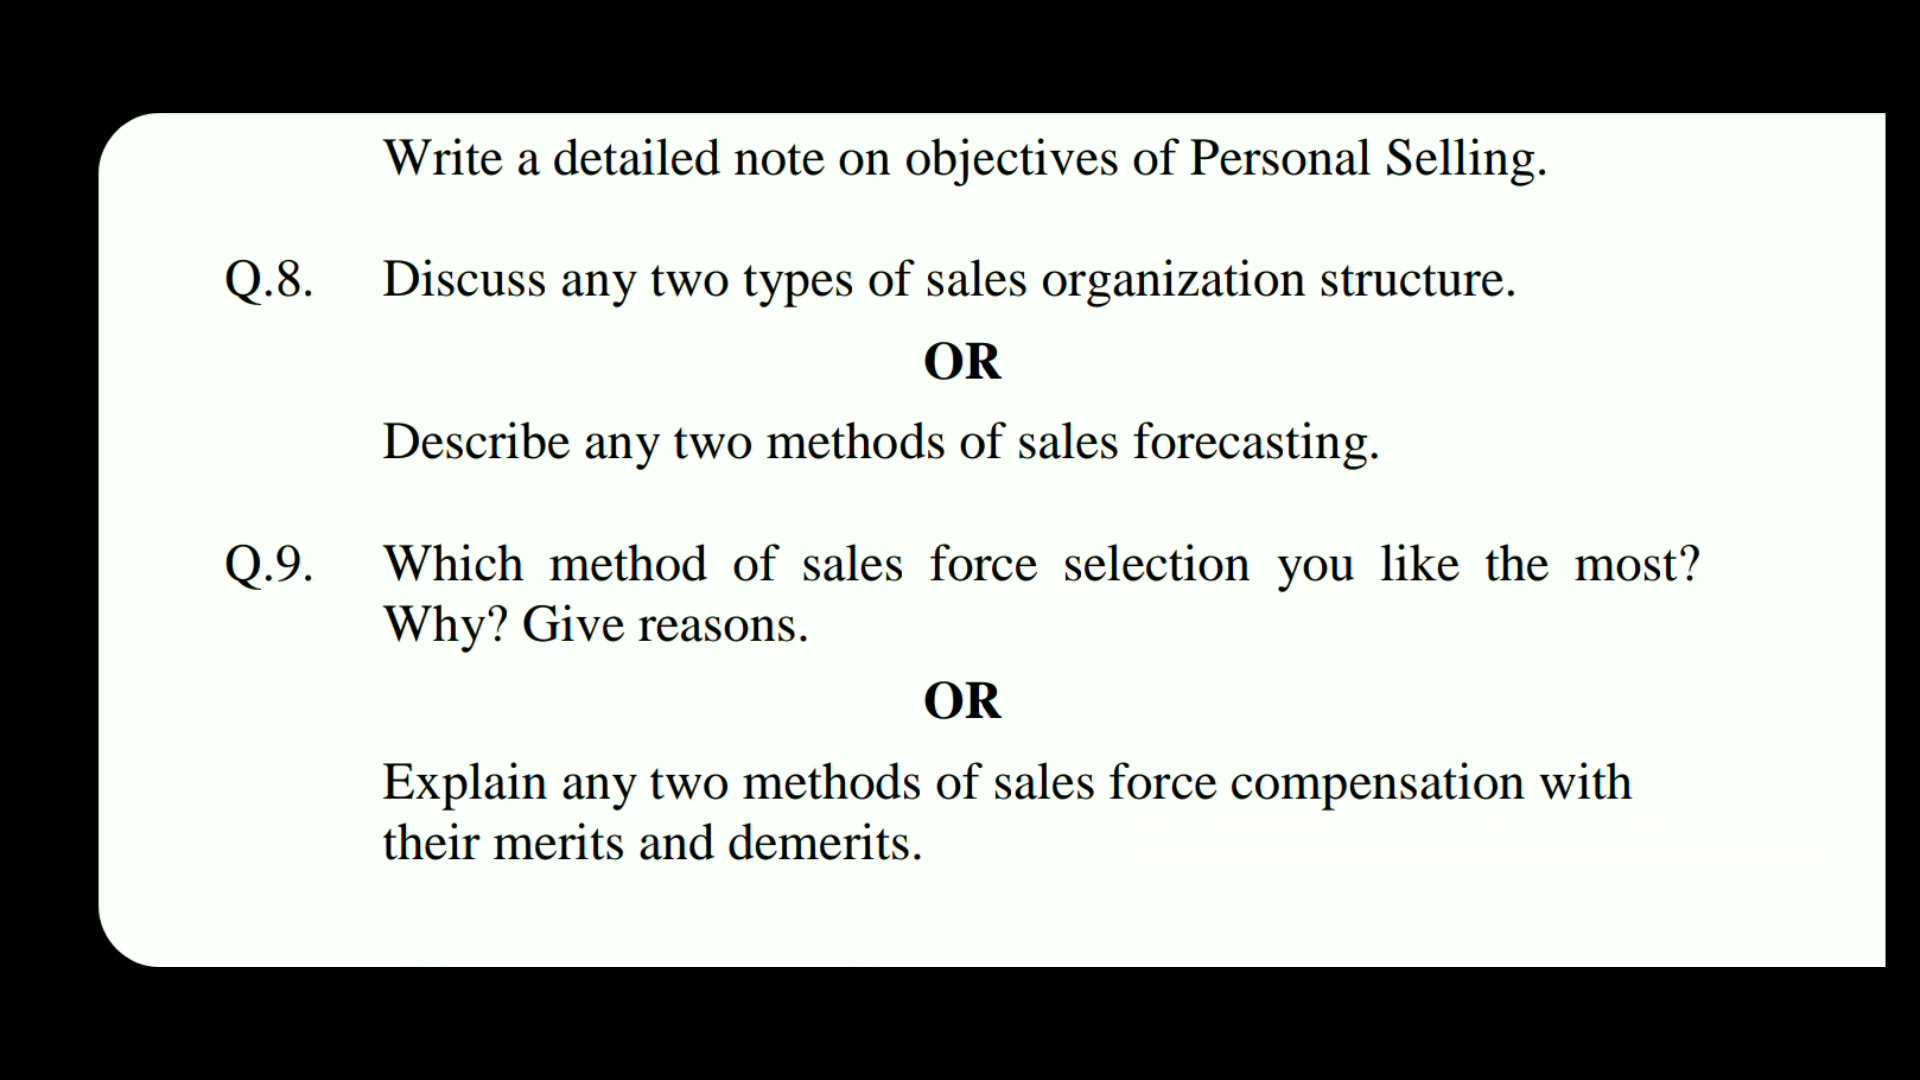 Write a detailed note on objectives of Personal Selling.
Q.8. Discuss any two types of sales organization structure.
OR
Describe any two methods of sales forecasting.
Q.9. Which method of sales force selection you like the most?
Why? Give reasons.
OR
Explain any two methods of sales force compensation with
their merits and demerits.